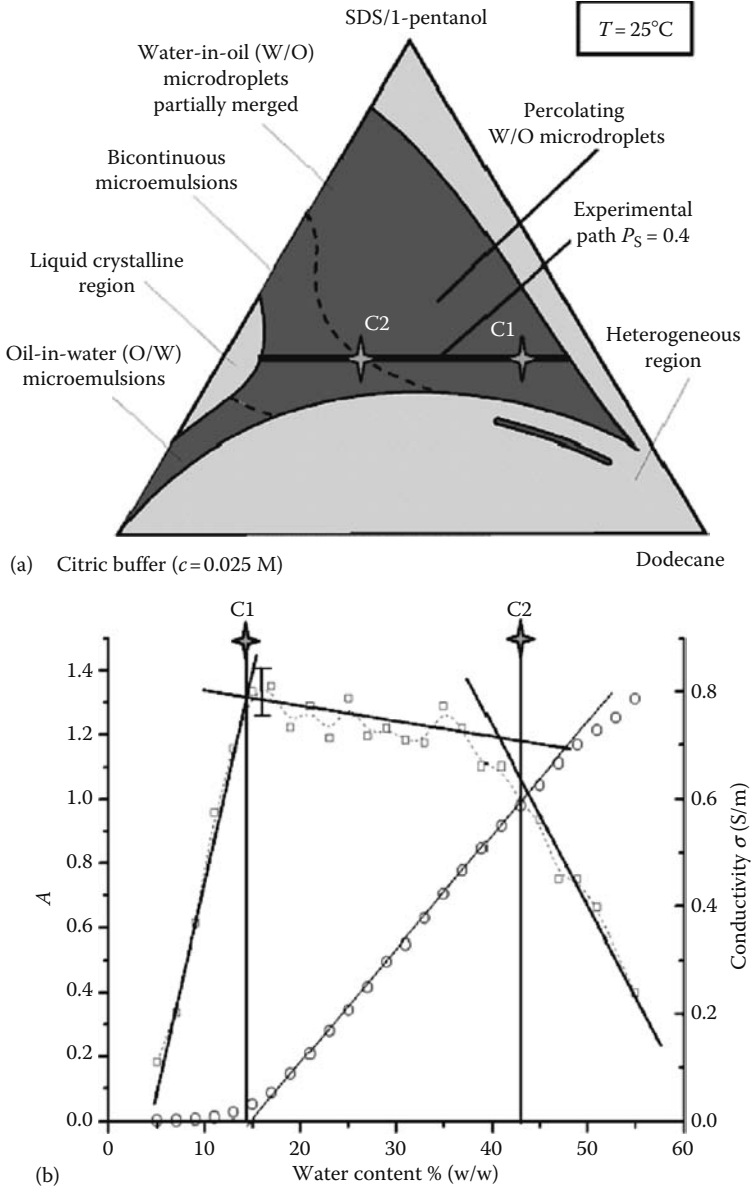 SDS/1-pentanol
T = 25°C
Water-in-oil (W/O)
microdroplets
partially merged
Percolating
W/O microdroplets
Bicontinuous
microemulsions
Experimental
path PS = 0.4
Liquid crystalline
region
C2
C1
Heterogeneous
region
Oil-in-water (O/W)
microemulsions
(a) Citric buffer (c = 0.025 M)
Dodecane
C1
C2
1.4
1.2
1.0
0.8
0.6
0.4
0.2
0.0
A
0.8
0.6
0.4
0.2
0.0
Conductivity σ (S/m)
0
10
20
30
40
50
60
Water content % (w/w)
(b)